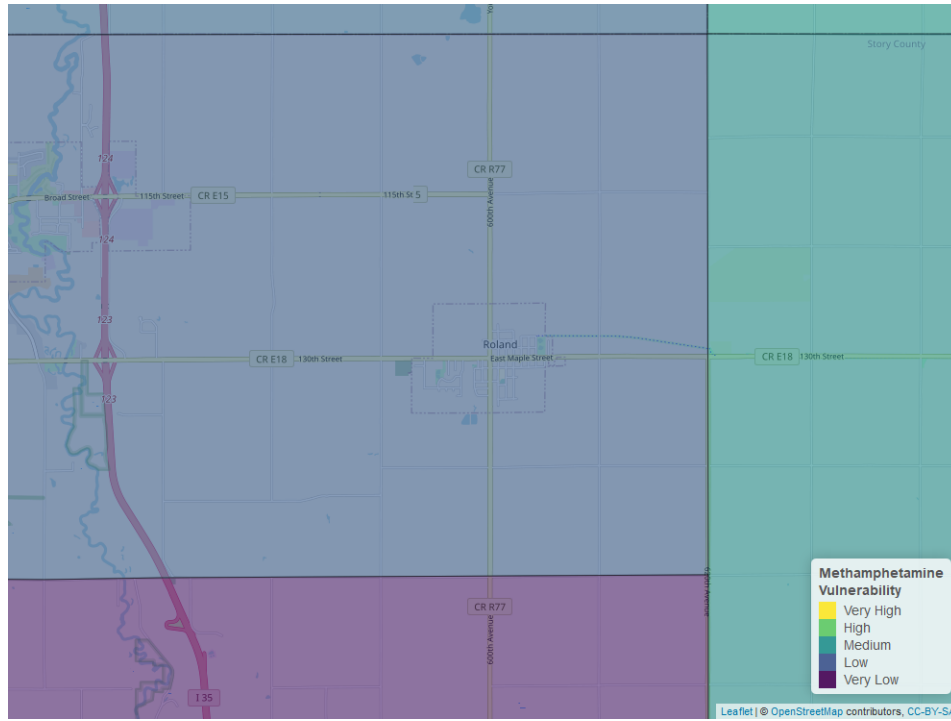 Story County
124
CR R77
Broad Street
115th Street
CR E15
115th St
5
600th Avenue
124
123
Roland
CR E18
130th Street
East Maple Street
CR E18
130th Street
123
CR R77
600th Avenue
I 35
Methamphetamine
Vulnerability
Very High
High
Medium
Low
Very Low
Leaflet | © OpenStreetMap contributors, CC-BY-SA